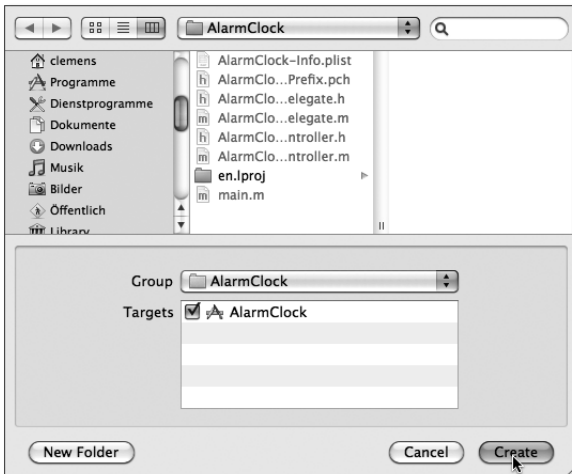 AlarmClock
clemens
Programme
Dienstprogramme
Dokumente
Downloads
Musik
Bilder
Öffentlich
Library
AlarmClock-Info.plist
AlarmClo...Prefix.pch
AlarmClo...elegate.h
AlarmClo...elegate.m
AlarmClo...ntroller.h
AlarmClo...ntroller.m
en.lproj
main.m
Group AlarmClock
Targets AlarmClock
New Folder Cancel Create